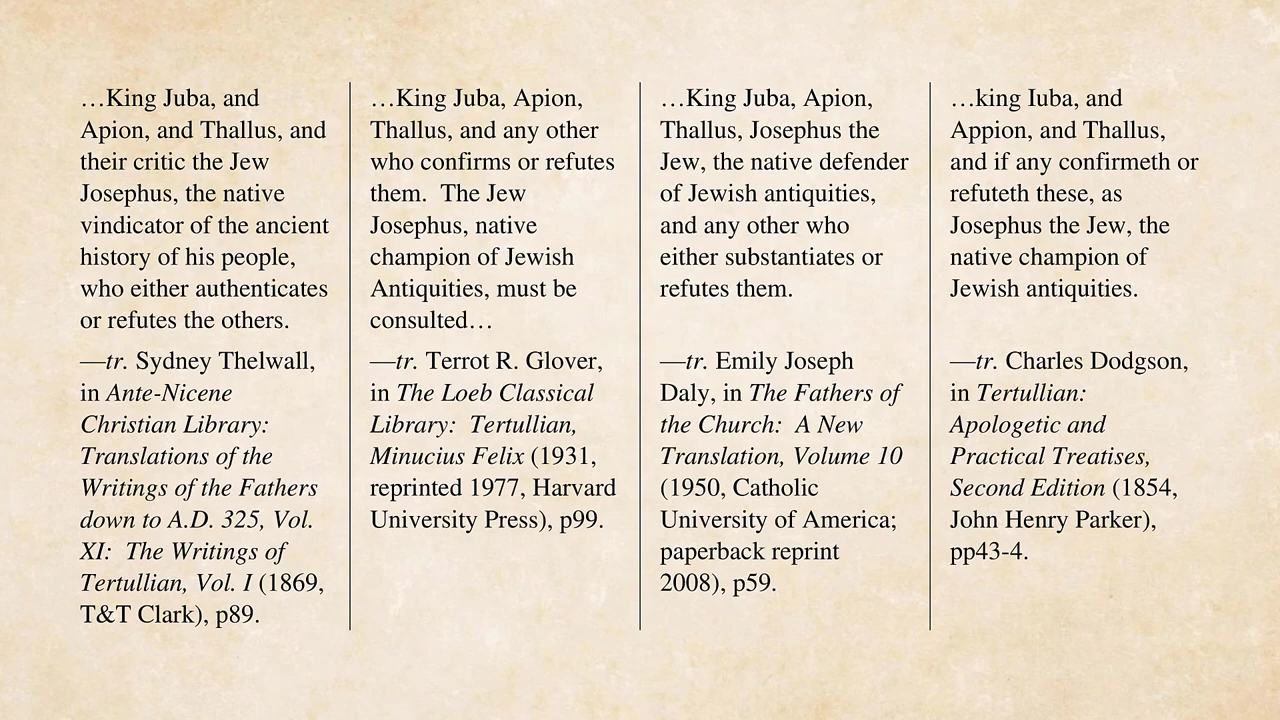 …King Juba, and
Apion, and Thallus, and
their critic the Jew
Josephus, the native
vindicator of the ancient
history of his people,
who either authenticates
or refutes the others.
—tr. Sydney Thelwall,
in Ante-Nicene
Christian Library:
Translations of the
Writings of the Fathers
down to A.D. 325, Vol.
XI:  The Writings of
Tertullian, Vol. I (1869,
T&T Clark), p89.
…King Juba, Apion,
Thallus, and any other
who confirms or refutes
them.  The Jew
Josephus, native
champion of Jewish
Antiquities, must be
consulted…
—tr. Terrot R. Glover,
in The Loeb Classical
Library:  Tertullian,
Minucius Felix (1931,
reprinted 1977, Harvard
University Press), p99.
…King Juba, Apion,
Thallus, Josephus the
Jew, the native defender
of Jewish antiquities,
and any other who
either substantiates or
refutes them.
—tr. Emily Joseph
Daly, in The Fathers of
the Church:  A New
Translation, Volume 10
(1950, Catholic
University of America;
paperback reprint
2008), p59.
…king Iuba, and
Appion, and Thallus,
and if any confirmeth or
refuteth these, as
Josephus the Jew, the
native champion of
Jewish antiquities.
—tr. Charles Dodgson,
in Tertullian:
Apologetic and
Practical Treatises,
Second Edition (1854,
John Henry Parker),
pp43-4.